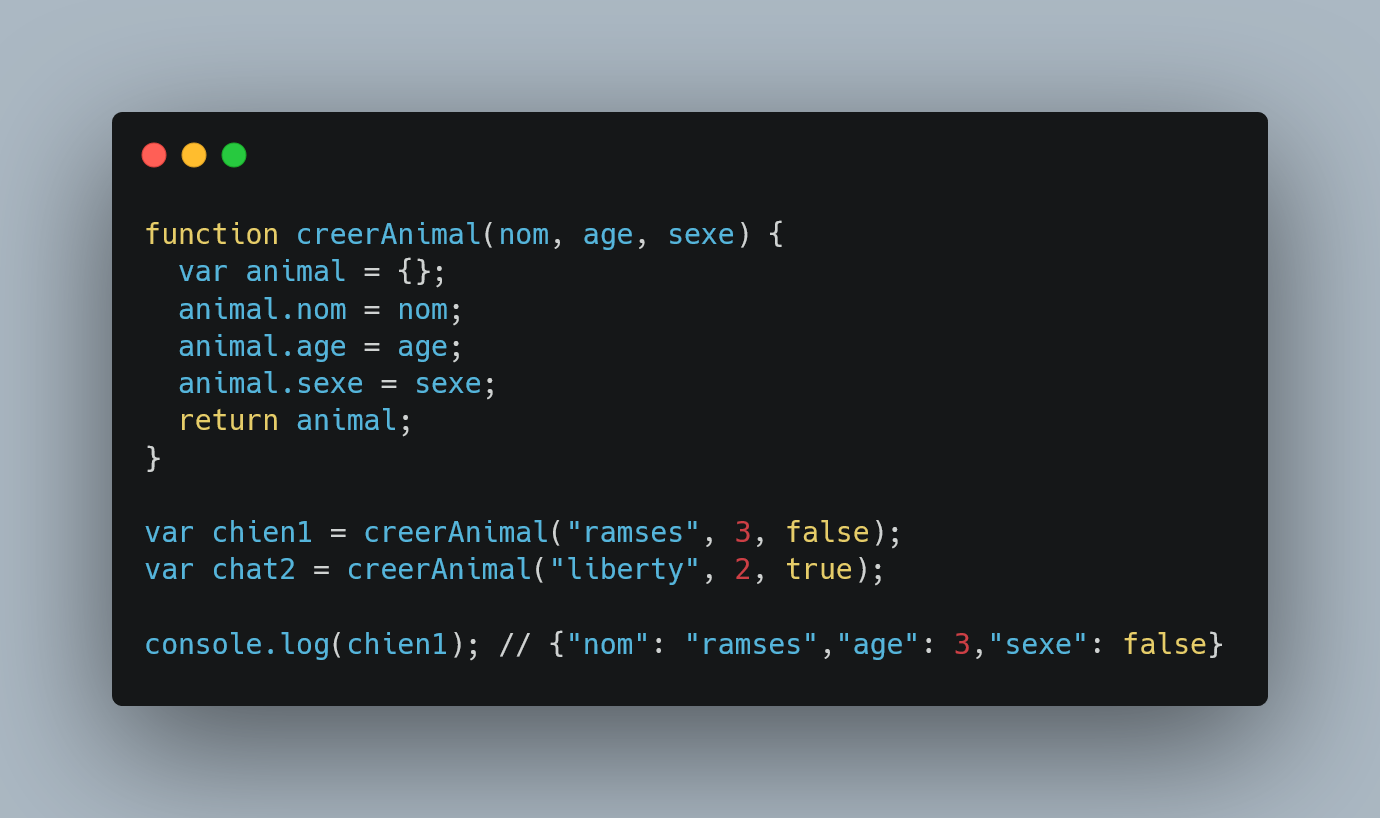 function creerAnimal(nom, age, sexe) {
  var animal = {};
  animal.nom = nom;
  animal.age = age;
  animal.sexe = sexe;
  return animal;
}

var chien1 = creerAnimal("ramses", 3, false);
var chat2 = creerAnimal("liberty", 2, true);

console.log(chien1); // {"nom": "ramses","age": 3,"sexe": false}